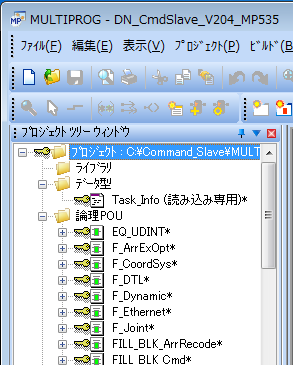 MULTIPROG - DN_CmdSlave_V204_MP535
ファイル(F) 編集(E) 表示(V) プロジェクト(P) ビルド(B
プロジェクト ツリー ウィンドウ
プロジェクト : C:¥Command_Slave¥MULT
ライブラリ
データ型
Task_Info (読み込み専用)*
論理POU
EQ_UDINT*
F_ArrExOpt*
F_CoordSys*
F_DTL*
F_Dynamic*
F_Ethernet*
F_Joint*
FILL_BLK_ArrRecode*
FILL_BLK_Cmd*